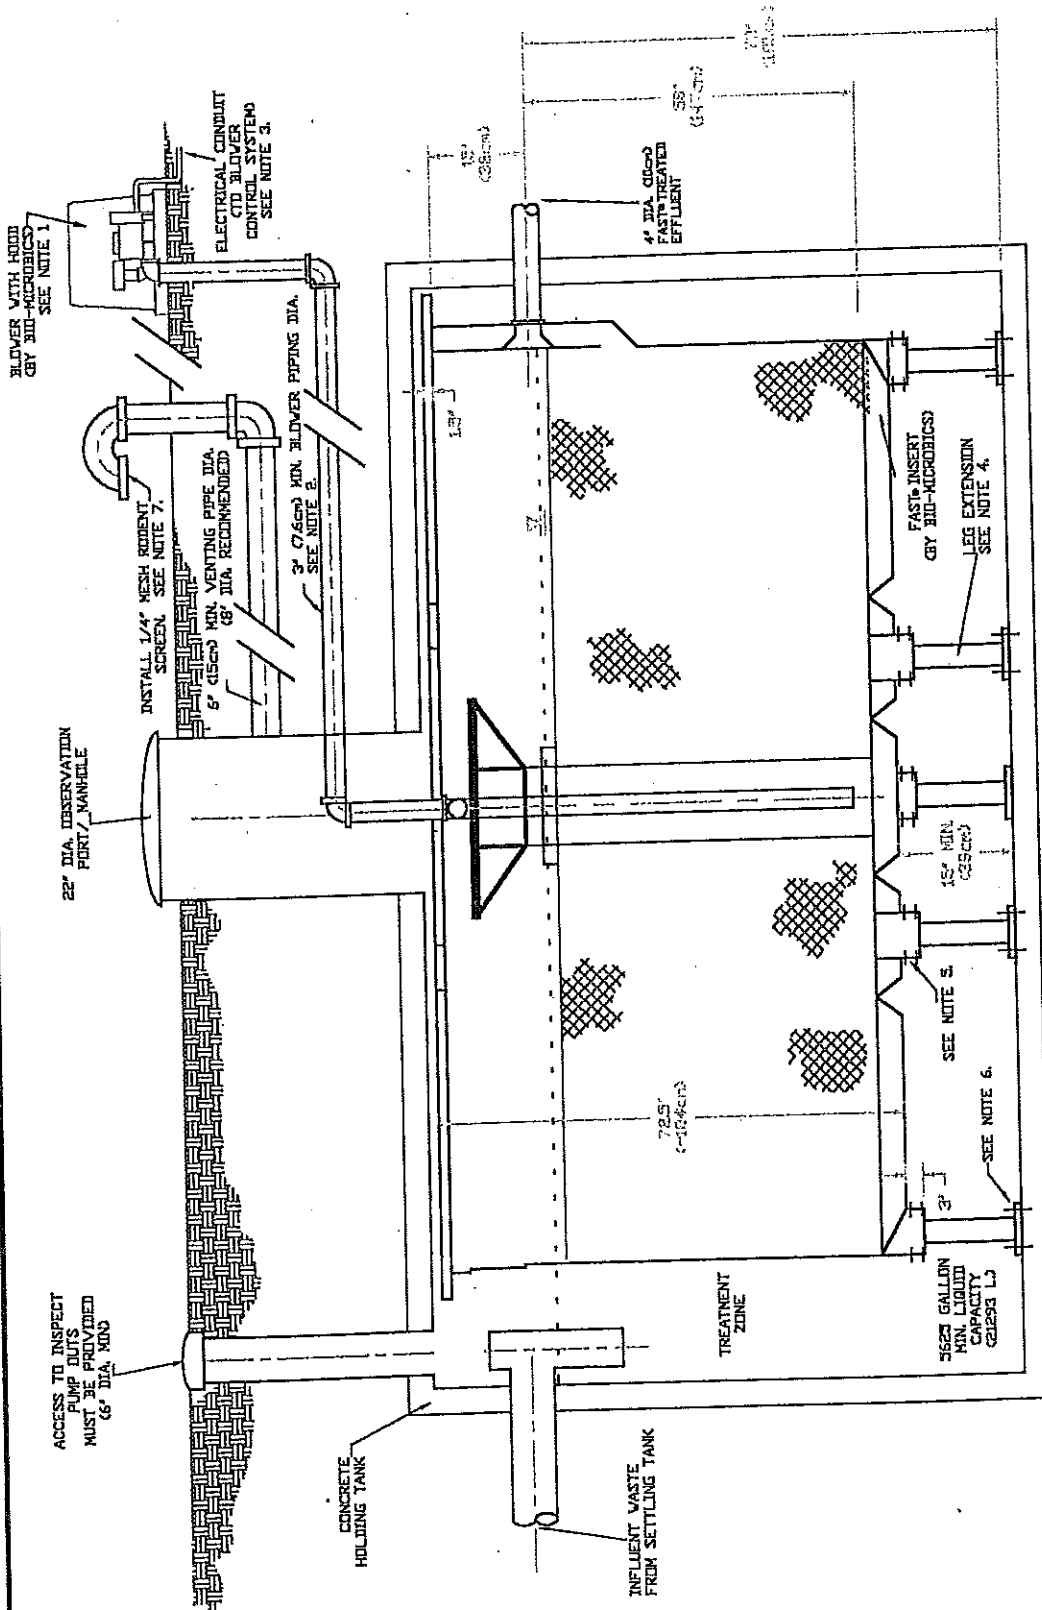 BLOWER WITH HOOD
(BY BIO-MICROBICS)
SEE NOTE 1
ELECTRICAL CONDUIT
(TO BLOWER
CONTROL SYSTEM)
SEE NOTE 3.
INSTALL 1/4" MESH RODENT
SCREEN. SEE NOTE 7.
6" (15cm) MIN. VENTING PIPE DIA.
(8" DIA. RECOMMENDED)
3" (7.6cm) MIN. BLOWER PIPING DIA.
SEE NOTE 2.
22" DIA. OBSERVATION
PORT/ MANHOLE
ACCESS TO INSPECT
PUMP OUTS
MUST BE PROVIDED
(6" DIA. MIN)
CONCRETE
HOLDING TANK
INFLUENT WASTE
FROM SETTLING TANK
4" DIA. (10cm)
FAST® TREATED
EFFLUENT
15"
(38cm)
58"
(147cm)
72.5"
(~184cm)
TREATMENT
ZONE
5625 GALLON
MIN. LIQUID
CAPACITY
(21293 L)
3"
SEE NOTE 6.
SEE NOTE 5.
MIN.
LEG EXTENSION
SEE NOTE 4.
FAST® INSERT
(BY BIO-MICROBICS)